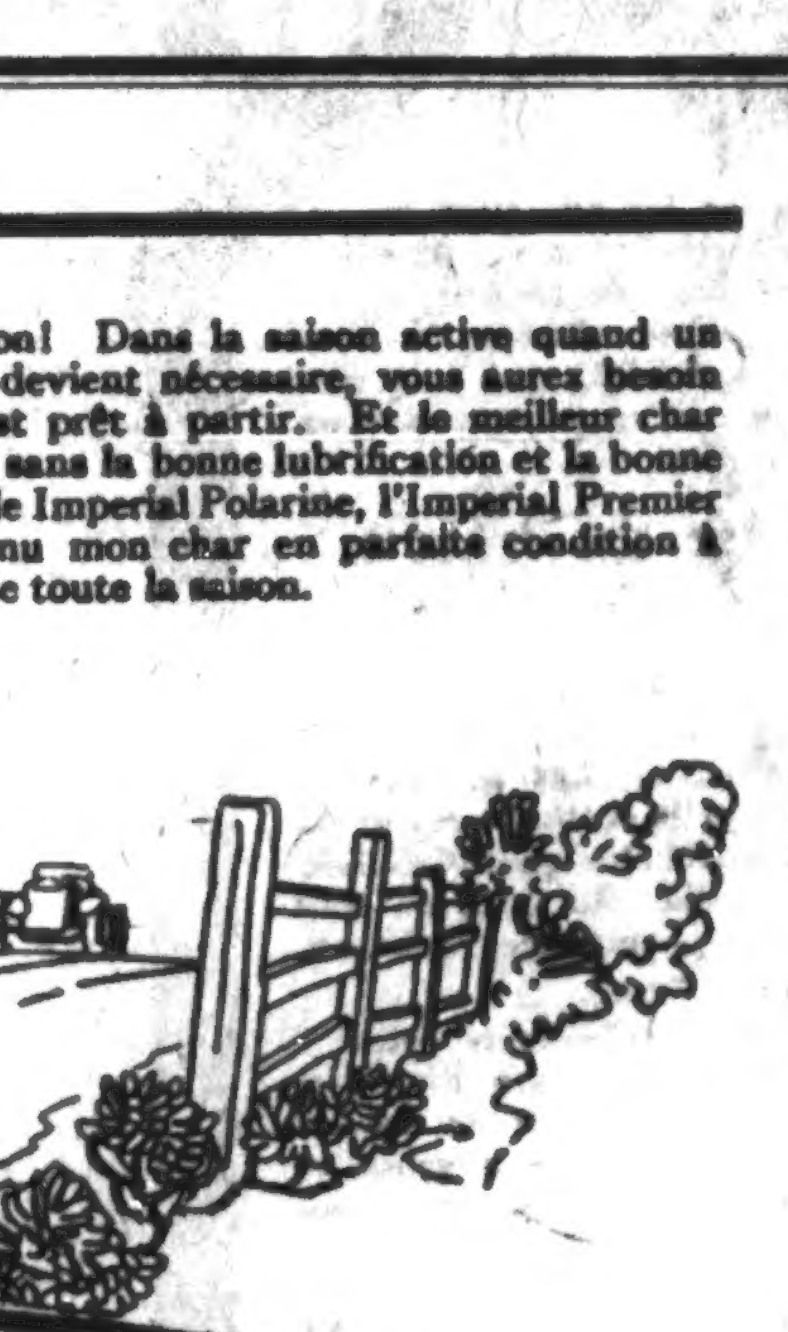 on! Dans la saison active quand un
devient nécessaire, vous aurez besoin
st prêt à partir. Et le meilleur char
sans la bonne lubrification et la bonne
le Imperial Polarine, l'Imperial Premier
nu mon char en parfaite condition à
e toute la saison.